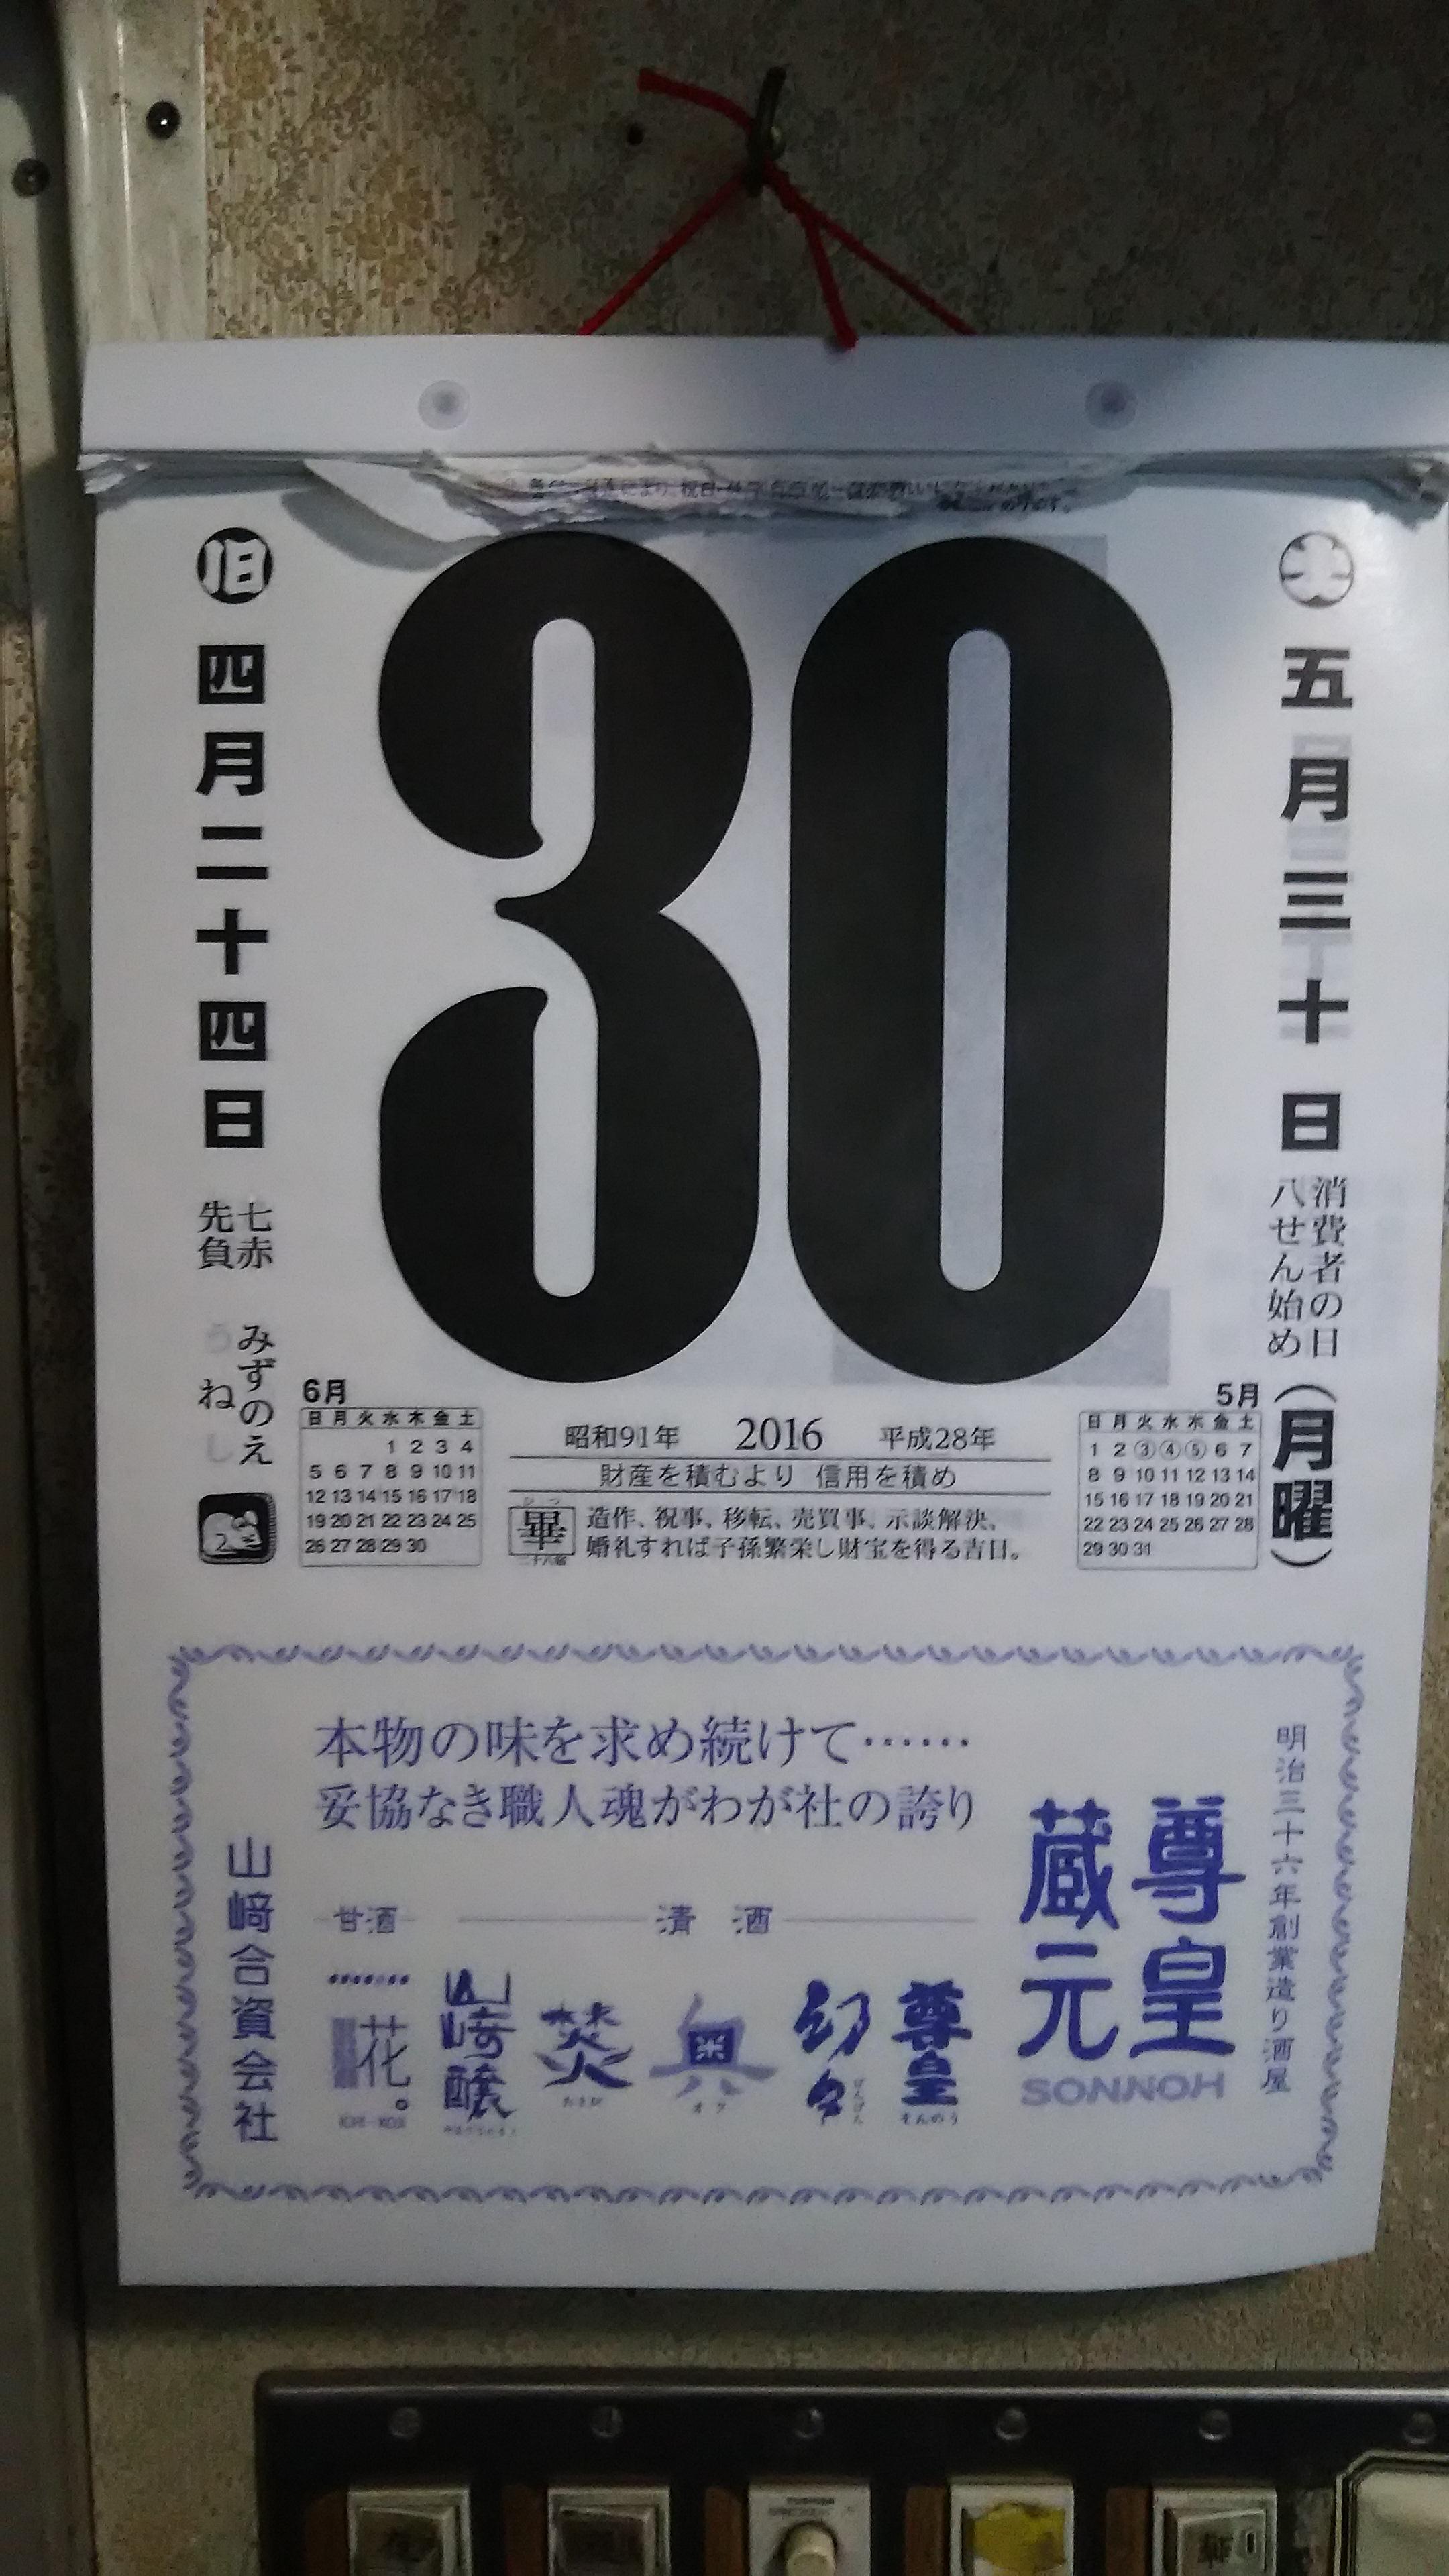 30
五月三十日
消費者の日
八せん始め
(月曜)
旧
四月二十四日
七赤
先負
みずのえ
ね
5月
日 月 火 水 木 金 土
1 2 ③ ④ ⑤ 6 7
8 9 10 11 12 13 14
15 16 17 18 19 20 21
22 23 24 25 26 27 28
29 30 31
昭和91年 2016 平成28年
財産を積むより 信用を積め
畢
造作、祝事、移転、売買事、示談解決、
婚礼すれば子孫繁栄し財宝を得る吉日。
6月
日 月 火 水 木 金 土
1 2 3 4
5 6 7 8 9 10 11
12 13 14 15 16 17 18
19 20 21 22 23 24 25
26 27 28 29 30
明治三十六年創業造り酒屋
尊皇
蔵元
SONNOH
本物の味を求め続けて……
妥協なき職人魂がわが社の誇り
清酒
尊皇
そんのう
幻々
奥
オク
焚火
山﨑醸
甘酒
花。
山﨑合資会社
TOSHIBA